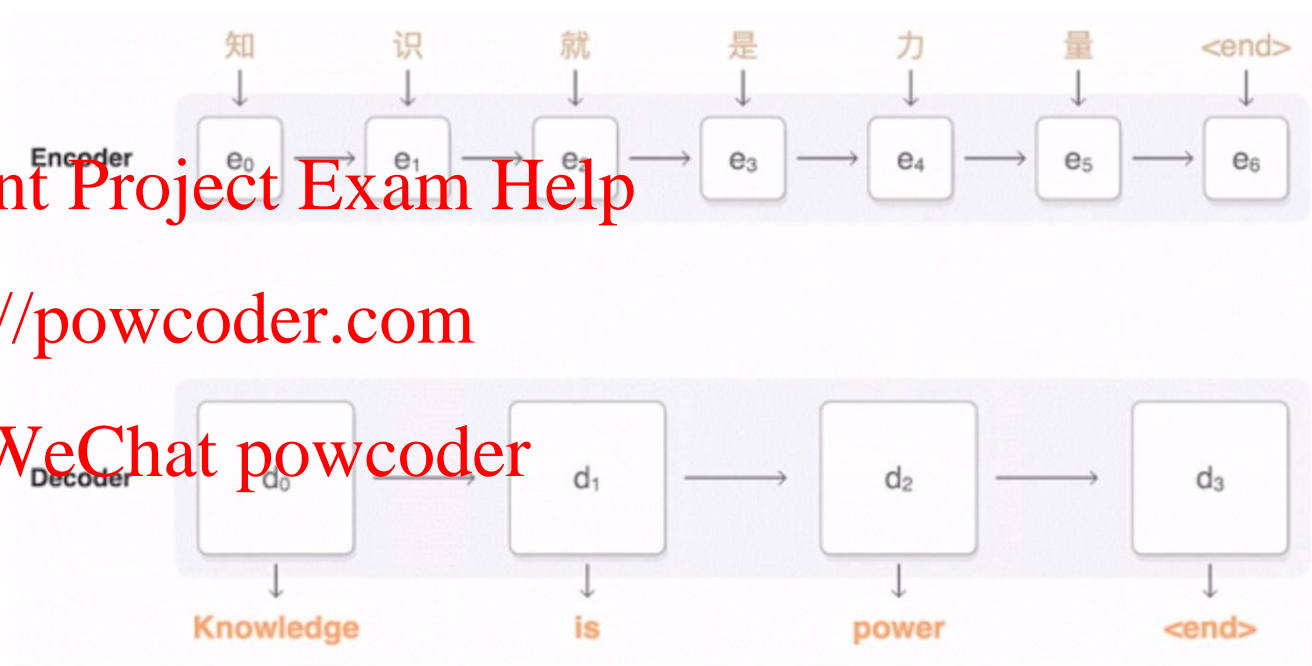 知 识 就 是 力 量 <end>
Encoder e₀ e₁ e₂ e₃ e₄ e₅ e₆
nt Project Exam Help
//powcoder.com
WeChat powcoder
Decoder d₀ d₁ d₂ d₃
Knowledge is power <end>